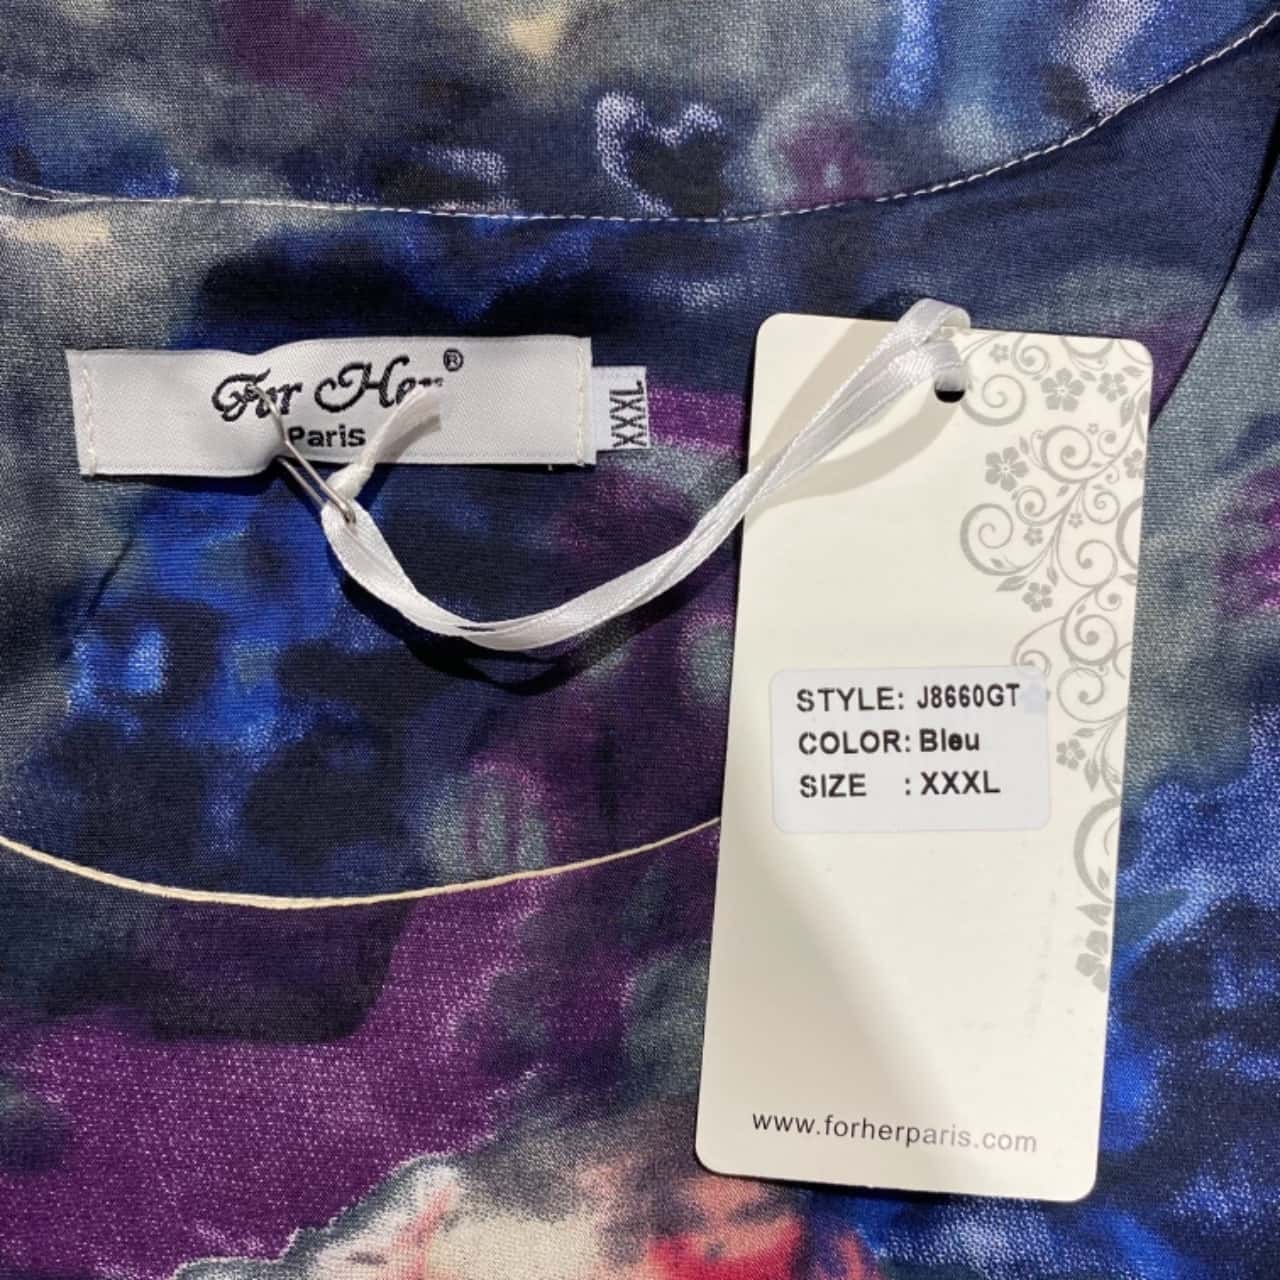 For Her®
Paris
XXXL
STYLE: J8660GT
COLOR: Bleu
SIZE : XXXL
www.forherparis.com